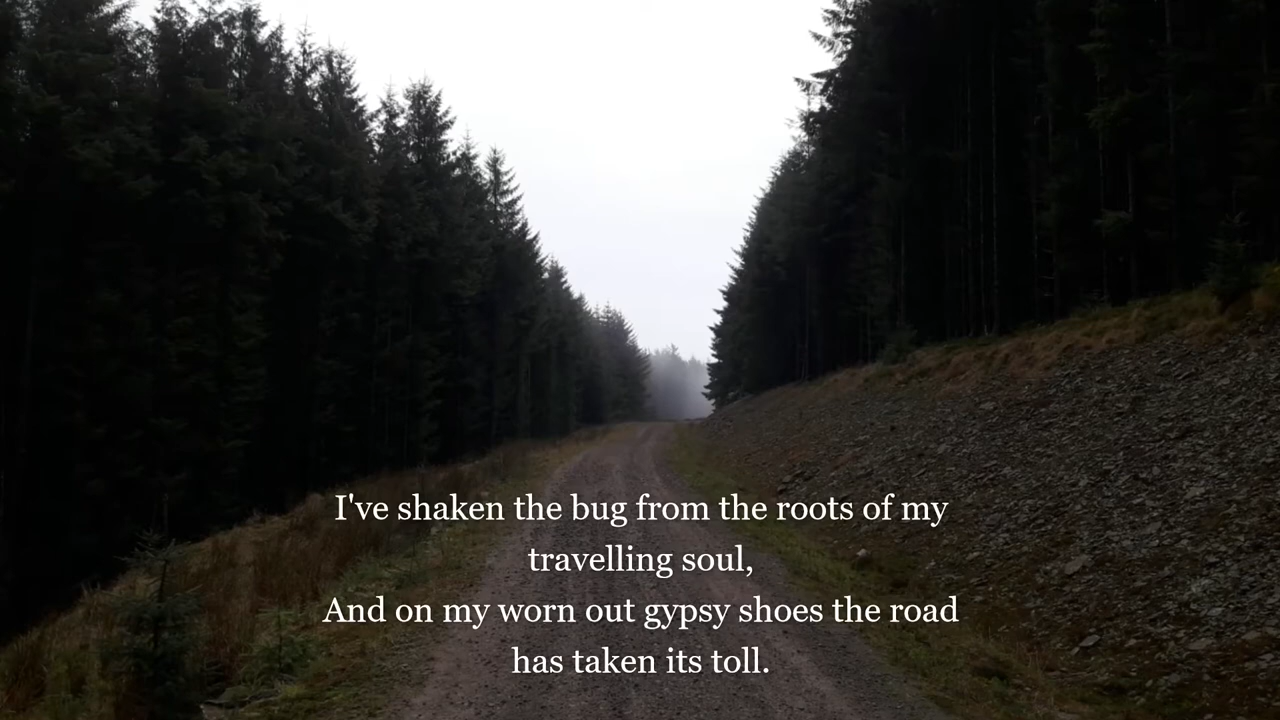 I've shaken the bug from the roots of my
travelling soul,
And on my worn out gypsy shoes the road
has taken its toll.